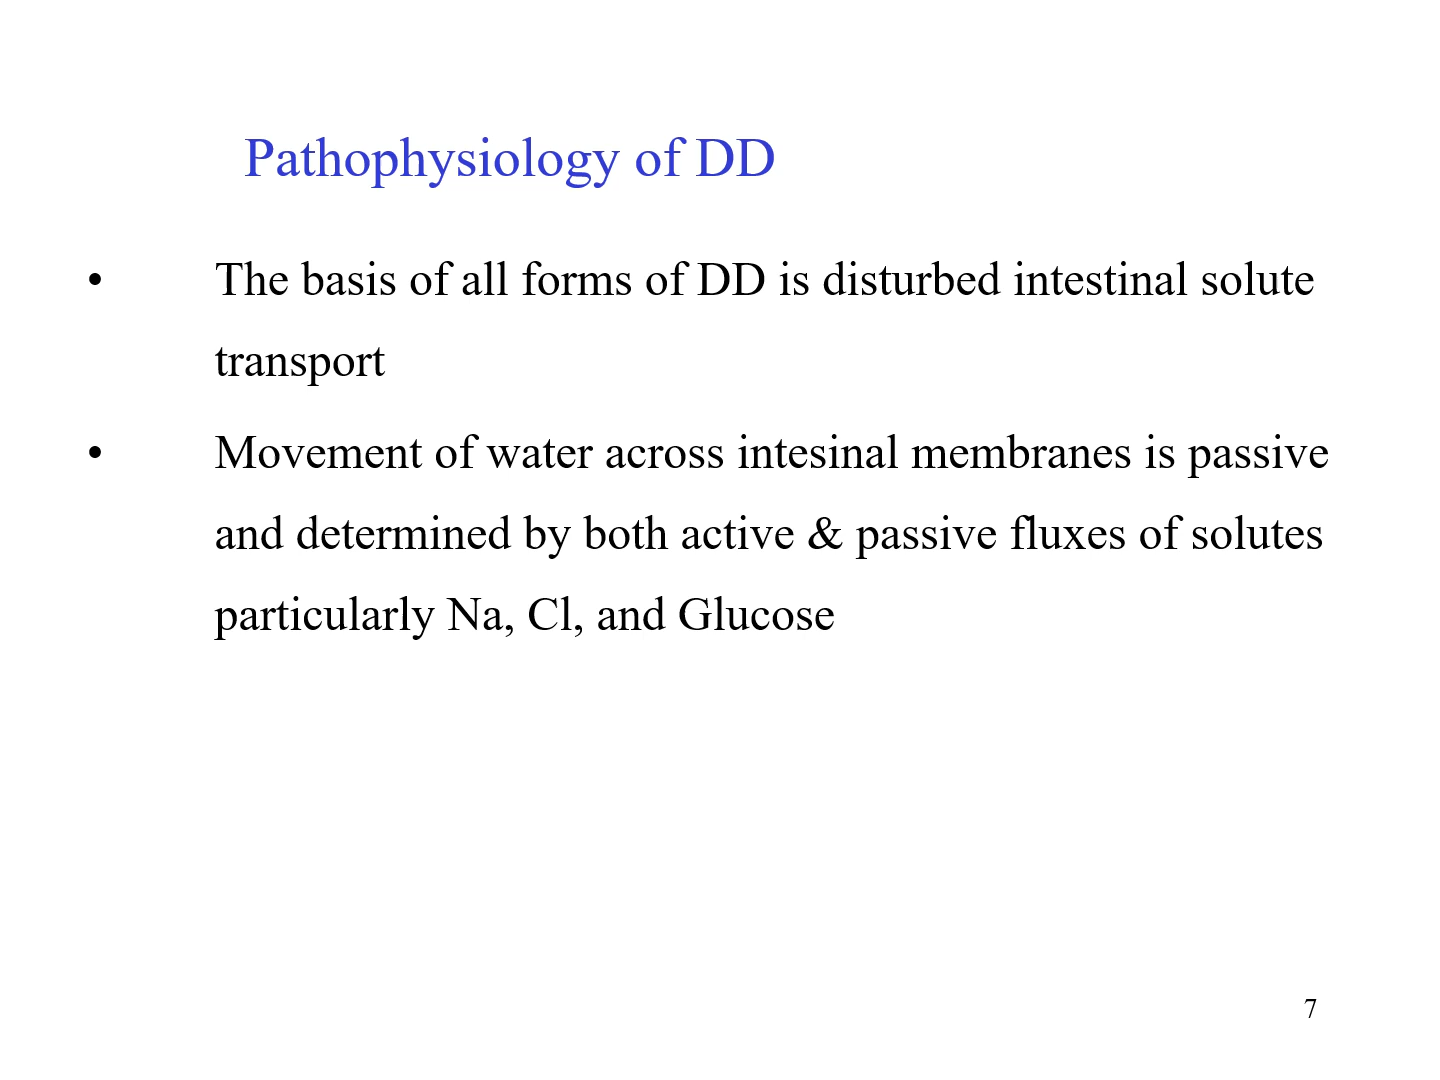 Pathophysiology of DD
• The basis of all forms of DD is disturbed intestinal solute
transport
• Movement of water across intesinal membranes is passive
and determined by both active & passive fluxes of solutes
particularly Na, Cl, and Glucose
7